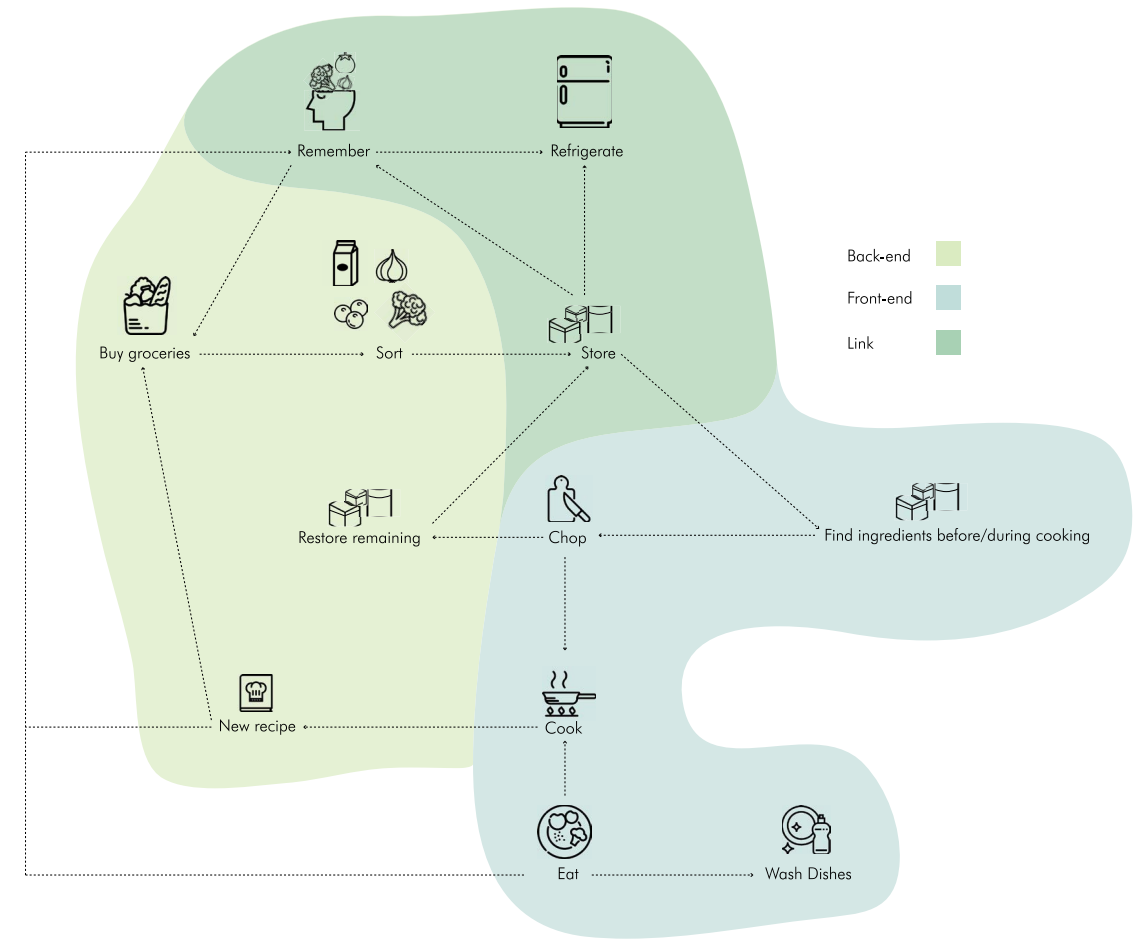 Remember
Refrigerate
Back-end
Front-end
Link
Buy groceries
Sort
Store
Restore remaining
Chop
Find ingredients before/during cooking
New recipe
Cook
Eat
Wash Dishes